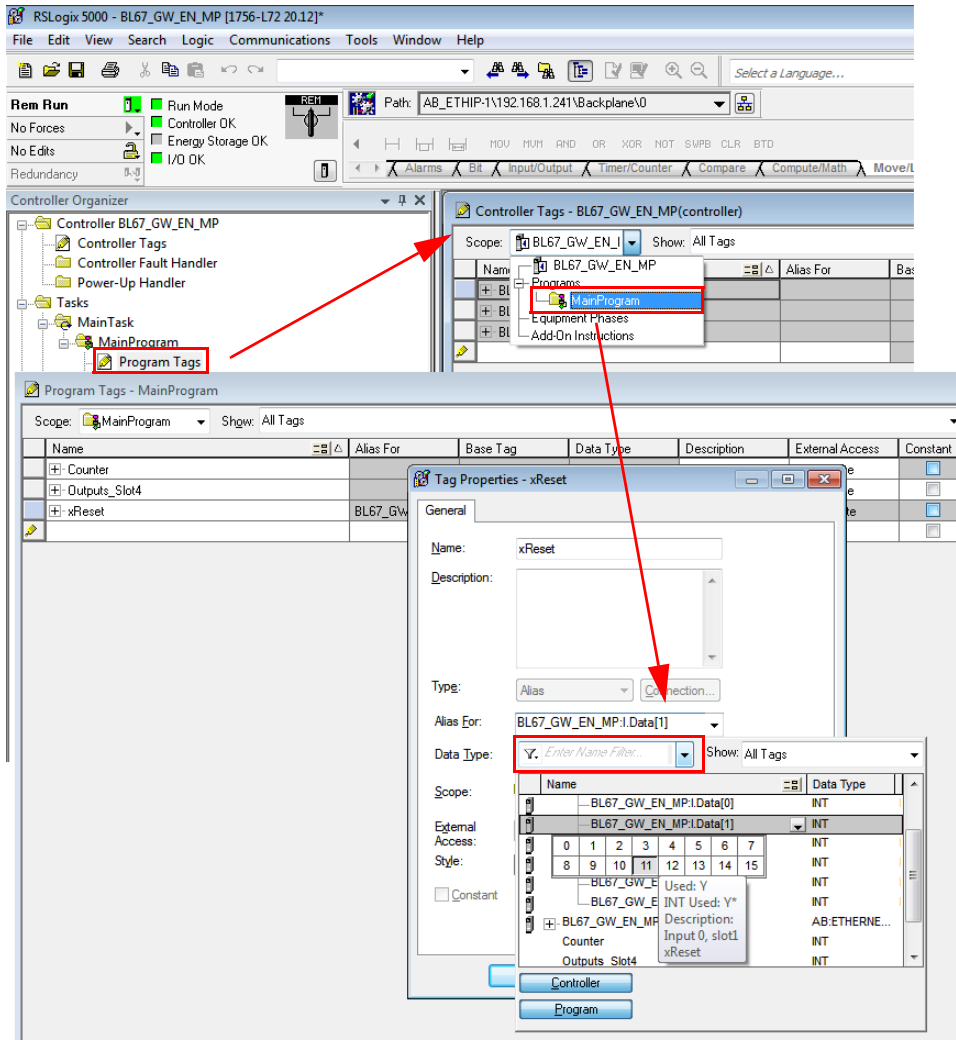 RSLogix 5000 - BL67_GW_EN_MP [1756-L72 20.12]*
File Edit View Search Logic Communications Tools Window Help
Select a Language...
Rem Run
Run Mode
REM
Path: AB_ETHIP-1\192.168.1.241\Backplane\0
No Forces
Controller OK
Energy Storage OK
No Edits
I/O OK
MOV MVM AND OR XOR NOT SWPB CLR BTD
Redundancy
Alarms Bit Input/Output Timer/Counter Compare Compute/Math Move/L
Controller Organizer
Controller BL67_GW_EN_MP
Controller Tags
Controller Fault Handler
Power-Up Handler
Tasks
MainTask
MainProgram
Program Tags
Controller Tags - BL67_GW_EN_MP(controller)
Scope: BL67_GW_EN_I Show: All Tags
Name Alias For Bas
BL67_GW_EN_MP
Programs
MainProgram
Equipment Phases
Add-On Instructions
BL
BL
BL
Program Tags - MainProgram
Scope: MainProgram Show: All Tags
Name Alias For Base Tag Data Type Description External Access Constant
Counter
Outputs_Slot4
xReset BL67_GW
Tag Properties - xReset
General
Name: xReset
Description:
Type: Alias Connection...
Alias For: BL67_GW_EN_MP:I.Data[1]
Data Type: Enter Name Filter... Show: All Tags
Scope:
External Access:
Style:
Constant
Name Data Type
BL67_GW_EN_MP:I.Data[0] INT
BL67_GW_EN_MP:I.Data[1] INT
0 1 2 3 4 5 6 7 INT
8 9 10 11 12 13 14 15 INT
BL67_GW_E INT
BL67_GW_E INT
BL67_GW_EN_MP AB:ETHERNE...
Counter INT
Outputs_Slot4 INT
Used: Y
INT Used: Y*
Description:
Input 0, slot1
xReset
Controller
Program